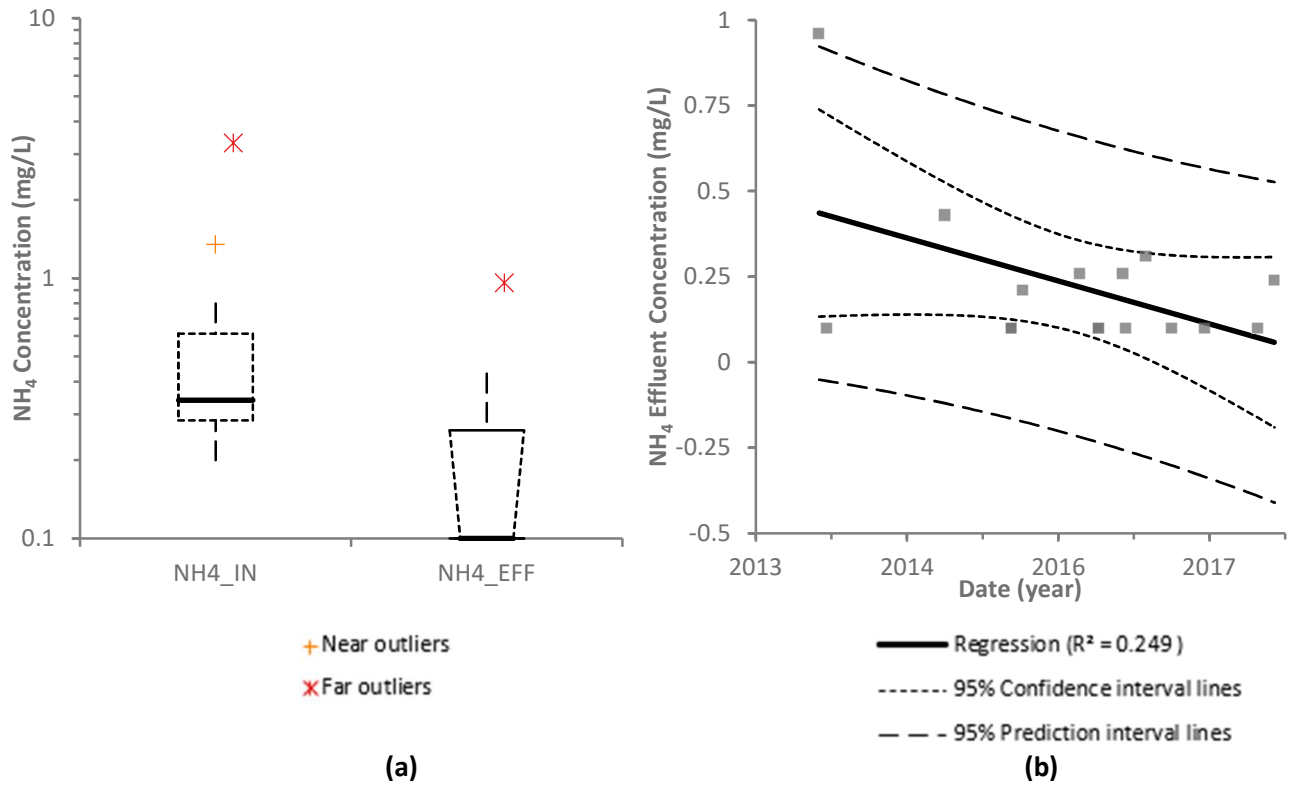 10
1
0.1
NH4 Concentration (mg/L)
NH4_IN
NH4_EFF
Near outliers
Far outliers
(a)
1
0.75
0.5
0.25
0
-0.25
-0.5
NH4 Effluent Concentration (mg/L)
2013
2014
2016
2017
Date (year)
Regression (R² = 0.249 )
95% Confidence interval lines
95% Prediction interval lines
(b)